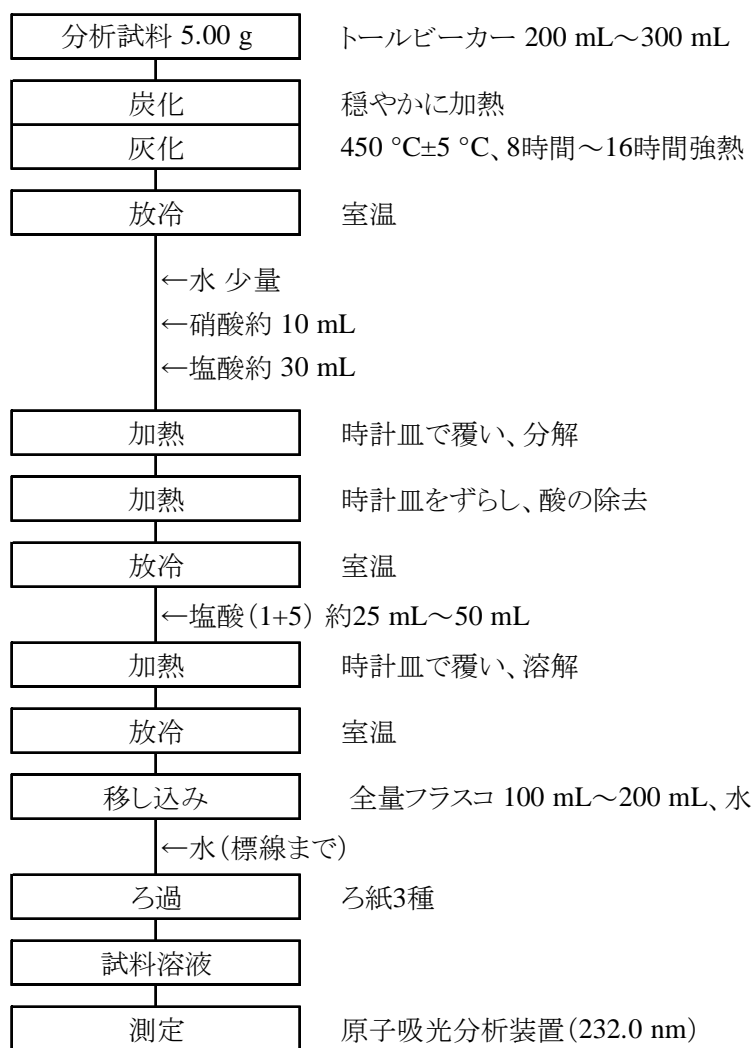 分析試料 5.00 g トールビーカー 200 mL～300 mL
炭化 穏やかに加熱
灰化 450 °C±5 °C、8時間～16時間強熱
放冷 室温
←水 少量
←硝酸約 10 mL
←塩酸約 30 mL
加熱 時計皿で覆い、分解
加熱 時計皿をずらし、酸の除去
放冷 室温
←塩酸（1+5） 約25 mL～50 mL
加熱 時計皿で覆い、溶解
放冷 室温
移し込み 全量フラスコ 100 mL～200 mL、水
←水（標線まで）
ろ過 ろ紙3種
試料溶液
測定 原子吸光分析装置（232.0 nm）